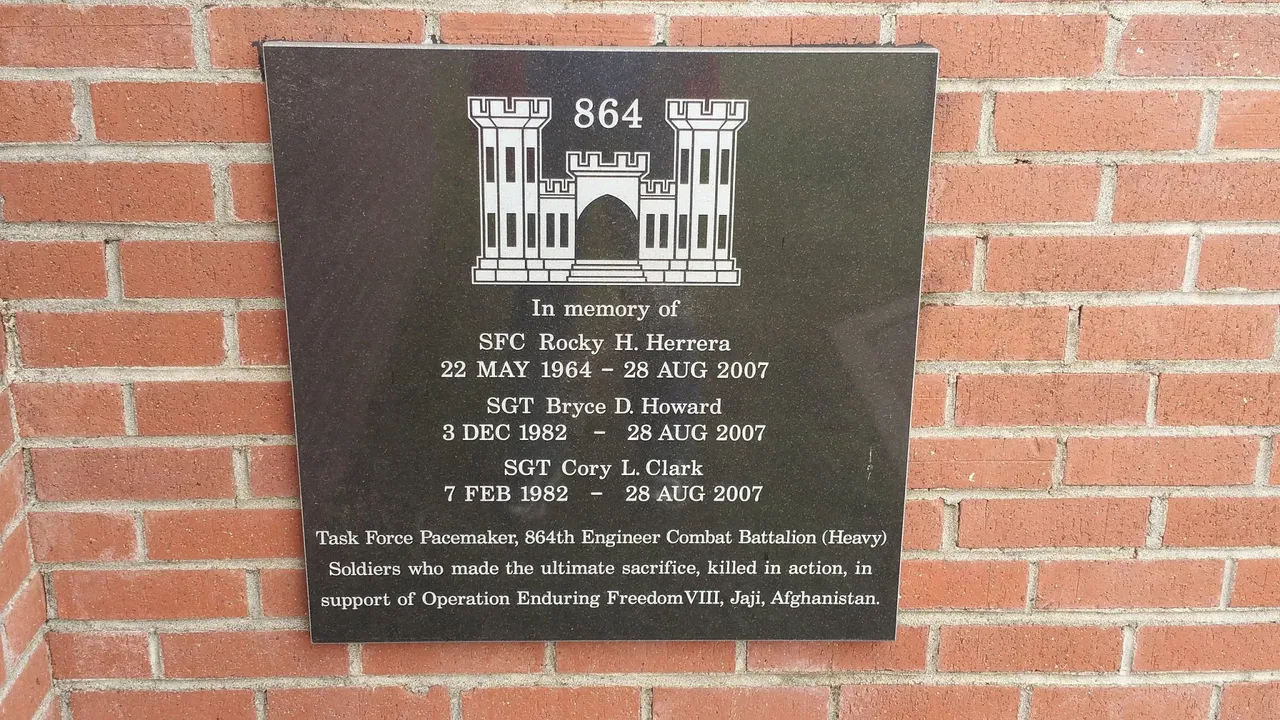 864
In memory of
SFC Rocky H. Herrera
22 MAY 1964 – 28 AUG 2007
SGT Bryce D. Howard
3 DEC 1982 – 28 AUG 2007
SGT Cory L. Clark
7 FEB 1982 – 28 AUG 2007
Task Force Pacemaker, 864th Engineer Combat Battalion (Heavy)
Soldiers who made the ultimate sacrifice, killed in action, in
support of Operation Enduring Freedom VIII, Jaji, Afghanistan.